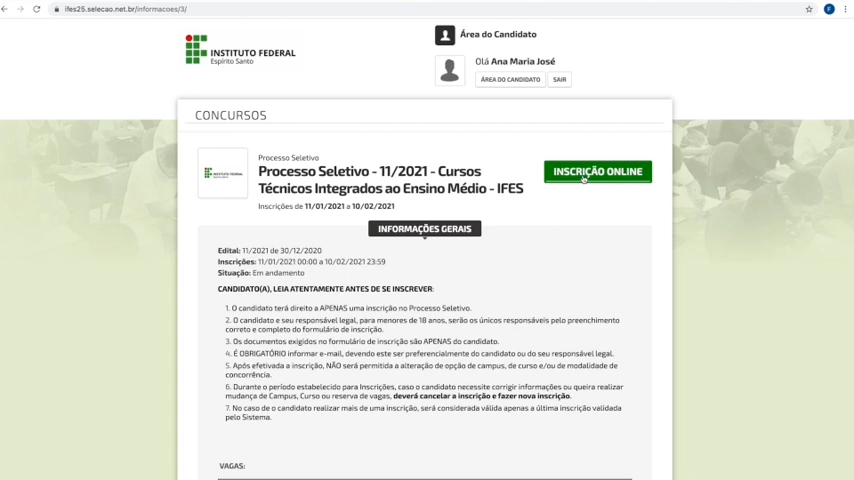 ifes25.selecao.net.br/informacoes/3/
F
INSTITUTO FEDERAL
Espírito Santo
Área do Candidato
Olá Ana Maria José
ÁREA DO CANDIDATO
SAIR
CONCURSOS
INSTITUTO FEDERAL
Processo Seletivo
Processo Seletivo - 11/2021 - Cursos
Técnicos Integrados ao Ensino Médio - IFES
Inscrições de 11/01/2021 a 10/02/2021
INSCRIÇÃO ONLINE
INFORMAÇÕES GERAIS
Edital: 11/2021 de 30/12/2020
Inscrições: 11/01/2021 00:00 a 10/02/2021 23:59
Situação: Em andamento
CANDIDATO(A), LEIA ATENTAMENTE ANTES DE SE INSCREVER:
1. O candidato terá direito a APENAS uma inscrição no Processo Seletivo.
2. O candidato e seu responsável legal, para menores de 18 anos, serão os únicos responsáveis pelo preenchimento
correto e completo do formulário de inscrição.
3. Os documentos exigidos no formulário de inscrição são APENAS do candidato.
4. É OBRIGATÓRIO informar e-mail, devendo este ser preferencialmente do candidato ou do seu responsável legal.
5. Após efetivada a inscrição, NÃO será permitida a alteração de opção de campus, de curso e/ou de modalidade de
concorrência.
6. Durante o período estabelecido para Inscrições, caso o candidato necessite corrigir informações ou queira realizar
mudança de Campus, Curso ou reserva de vagas, deverá cancelar a inscrição e fazer nova inscrição.
7. No caso de o candidato realizar mais de uma inscrição, será considerada válida apenas a última inscrição validada
pelo Sistema.
VAGAS: